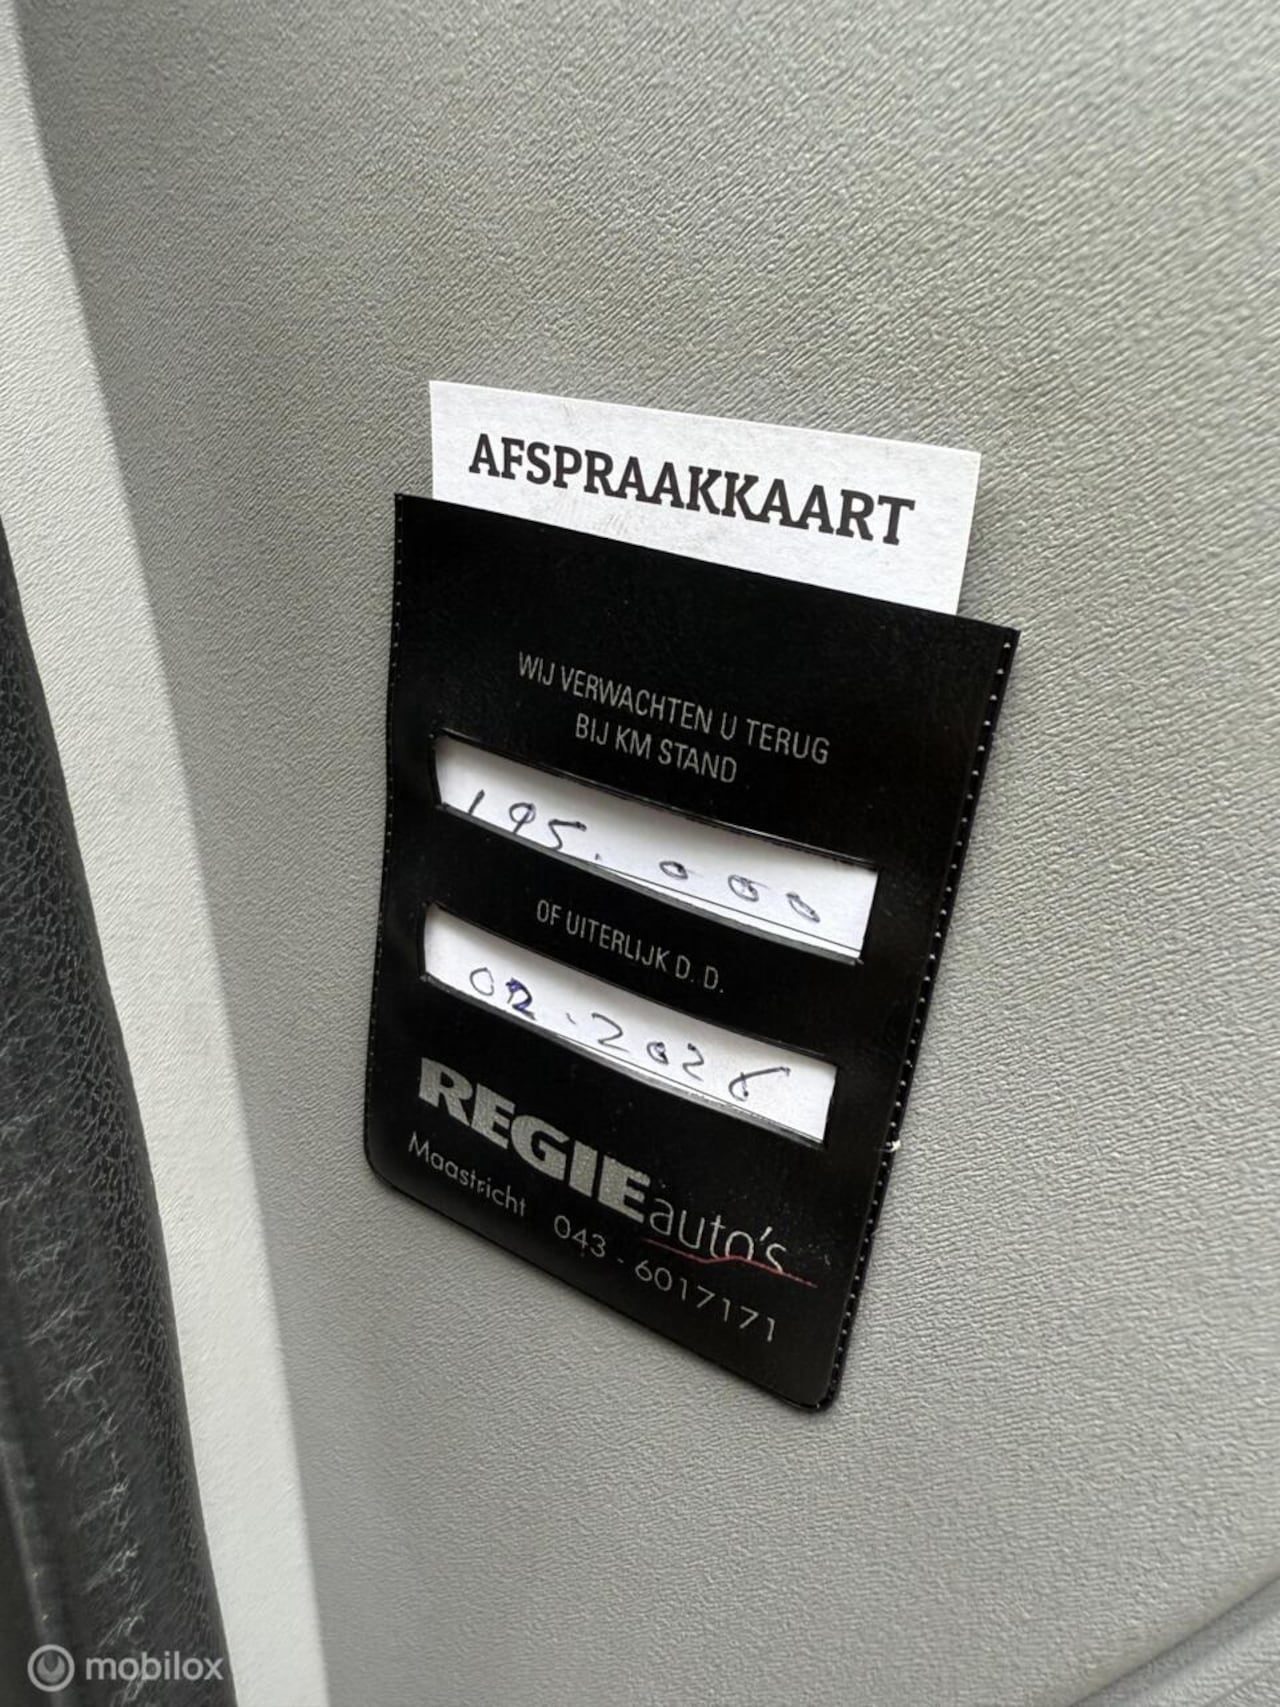 AFSPRAAKKAART
WIJ VERWACHTEN U TERUG
BIJ KM STAND
195.000
OF UITERLIJK D.D.
02-2026
REGIEauto's
Maastricht 043-6017171
mobilox